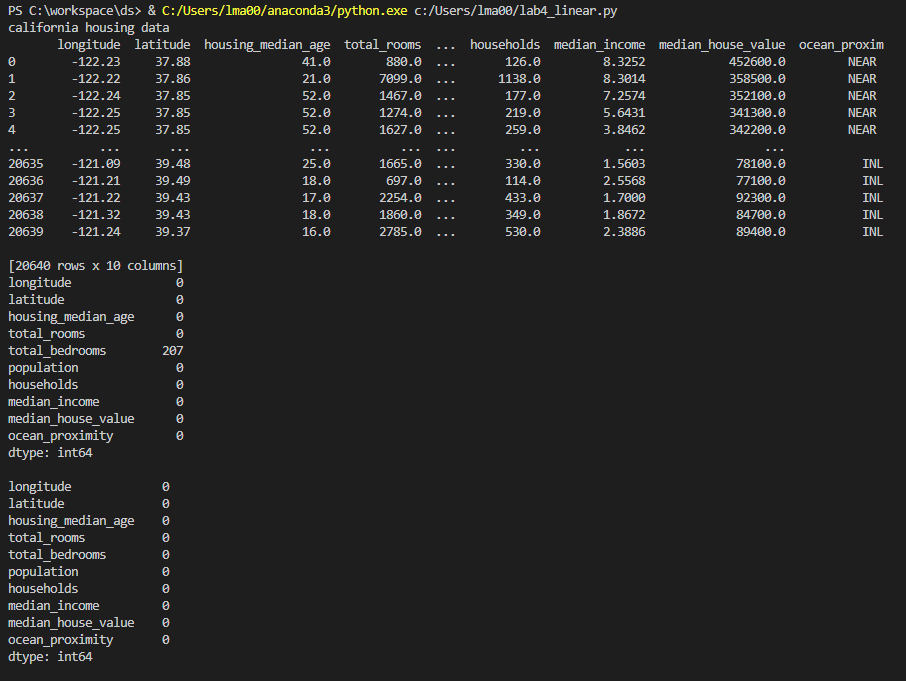 PS C:\workspace\ds> & C:/Users/lma00/anaconda3/python.exe c:/Users/lma00/lab4_linear.py
california housing data
       longitude  latitude  housing_median_age  total_rooms  ...  households  median_income  median_house_value  ocean_proxim
0        -122.23     37.88                41.0        880.0  ...       126.0         8.3252            452600.0         NEAR
1        -122.22     37.86                21.0       7099.0  ...      1138.0         8.3014            358500.0         NEAR
2        -122.24     37.85                52.0       1467.0  ...       177.0         7.2574            352100.0         NEAR
3        -122.25     37.85                52.0       1274.0  ...       219.0         5.6431            341300.0         NEAR
4        -122.25     37.85                52.0       1627.0  ...       259.0         3.8462            342200.0         NEAR
...          ...       ...                 ...          ...  ...         ...            ...                 ...
20635    -121.09     39.48                25.0       1665.0  ...       330.0         1.5603             78100.0          INL
20636    -121.21     39.49                18.0        697.0  ...       114.0         2.5568             77100.0          INL
20637    -121.22     39.43                17.0       2254.0  ...       433.0         1.7000             92300.0          INL
20638    -121.32     39.43                18.0       1860.0  ...       349.0         1.8672             84700.0          INL
20639    -121.24     39.37                16.0       2785.0  ...       530.0         2.3886             89400.0          INL
[20640 rows x 10 columns]
longitude               0
latitude                0
housing_median_age      0
total_rooms             0
total_bedrooms        207
population              0
households              0
median_income           0
median_house_value      0
ocean_proximity         0
dtype: int64
longitude             0
latitude              0
housing_median_age    0
total_rooms           0
total_bedrooms        0
population            0
households            0
median_income         0
median_house_value    0
ocean_proximity       0
dtype: int64